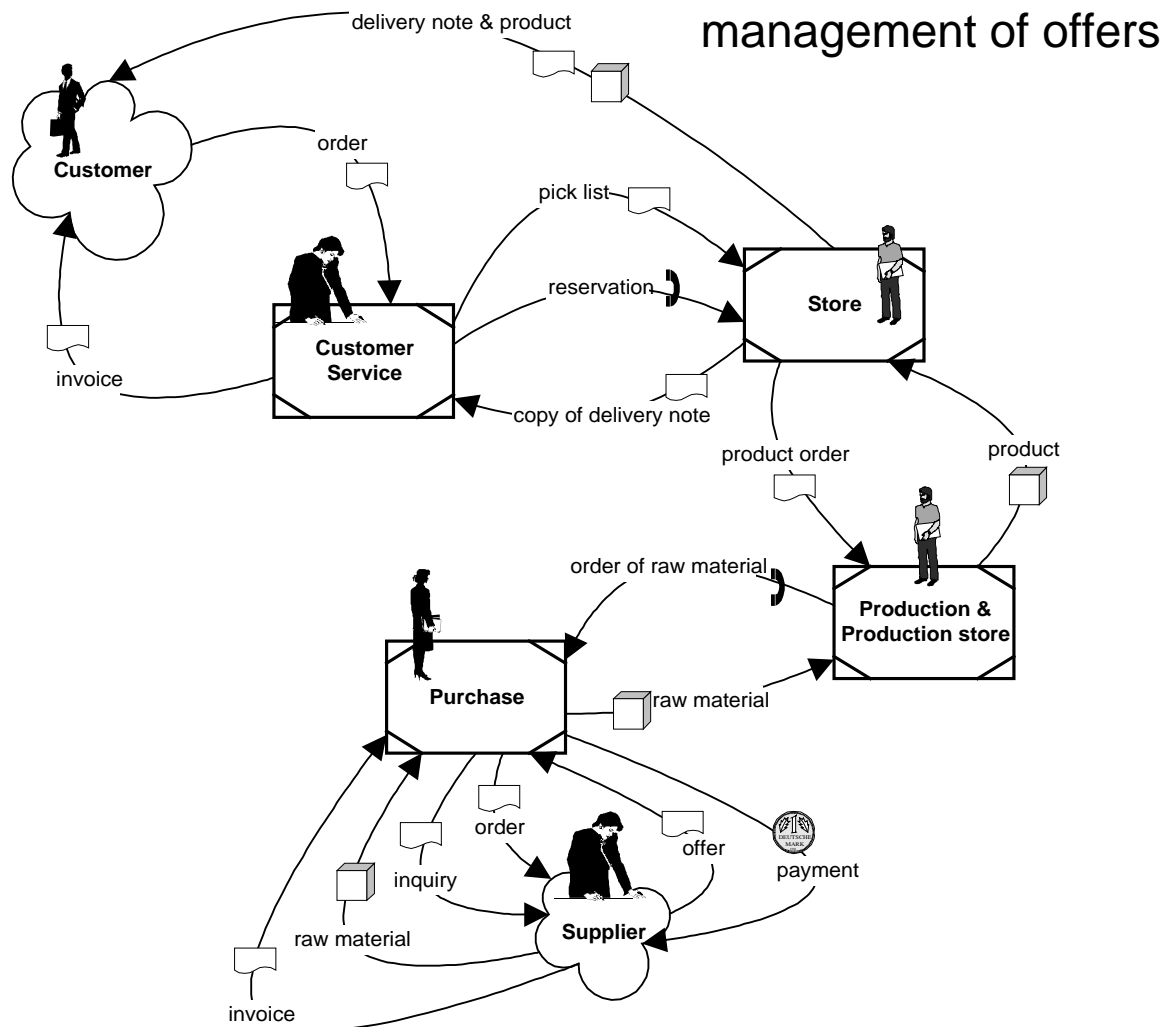 management of offers
delivery note & product
order
Customer
pick list
reservation
Store
Customer
Service
invoice
copy of delivery note
product order
product
order of raw material
Production &
Production store
Purchase
raw material
order
offer
DEUTSCHE
MARK
payment
inquiry
raw material
Supplier
invoice